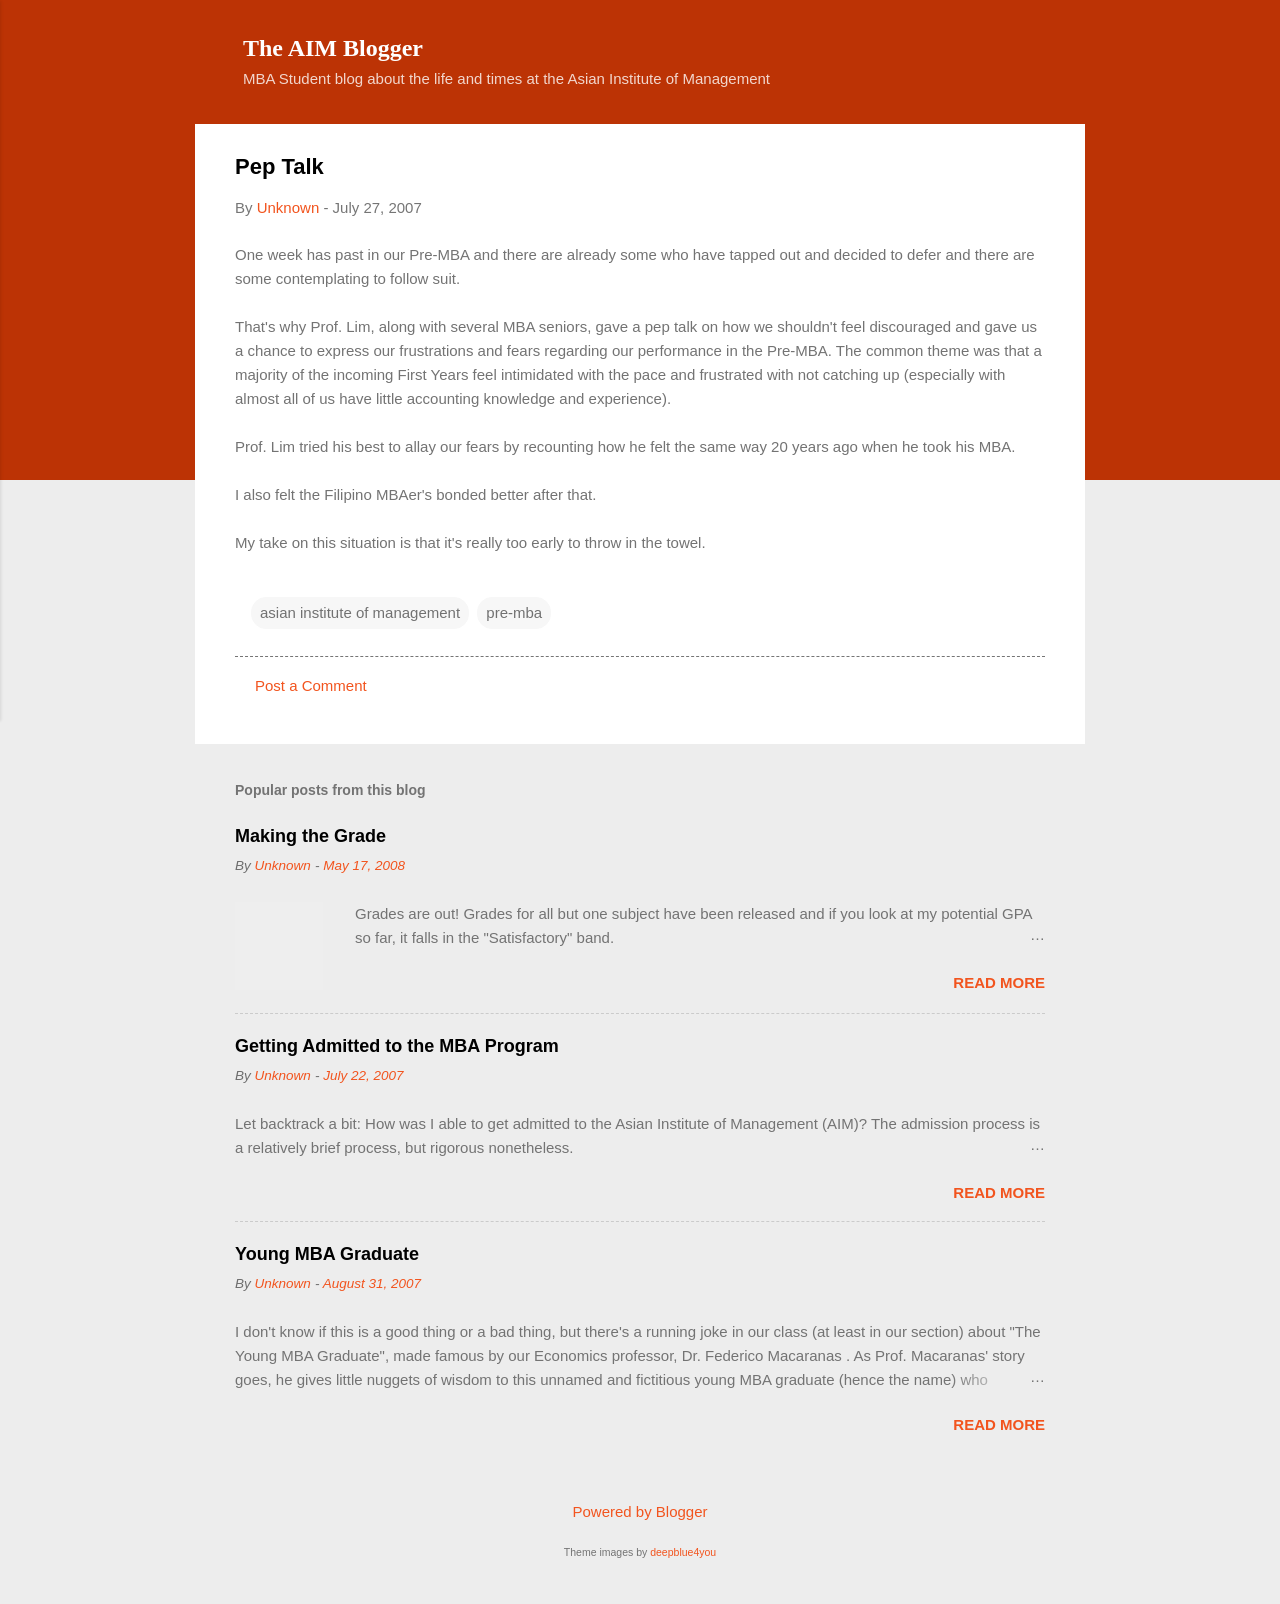 The AIM Blogger
MBA Student blog about the life and times at the Asian Institute of Management
Pep Talk
By Unknown - July 27, 2007
One week has past in our Pre-MBA and there are already some who have tapped out and decided to defer and there are
some contemplating to follow suit.
That's why Prof. Lim, along with several MBA seniors, gave a pep talk on how we shouldn't feel discouraged and gave us
a chance to express our frustrations and fears regarding our performance in the Pre-MBA. The common theme was that a
majority of the incoming First Years feel intimidated with the pace and frustrated with not catching up (especially with
almost all of us have little accounting knowledge and experience).
Prof. Lim tried his best to allay our fears by recounting how he felt the same way 20 years ago when he took his MBA.
I also felt the Filipino MBAer's bonded better after that.
My take on this situation is that it's really too early to throw in the towel.
asian institute of management pre-mba
Post a Comment
Popular posts from this blog
Making the Grade
By Unknown - May 17, 2008
Grades are out! Grades for all but one subject have been released and if you look at my potential GPA
so far, it falls in the "Satisfactory" band. …
READ MORE
Getting Admitted to the MBA Program
By Unknown - July 22, 2007
Let backtrack a bit: How was I able to get admitted to the Asian Institute of Management (AIM)? The admission process is
a relatively brief process, but rigorous nonetheless. …
READ MORE
Young MBA Graduate
By Unknown - August 31, 2007
I don't know if this is a good thing or a bad thing, but there's a running joke in our class (at least in our section) about "The
Young MBA Graduate", made famous by our Economics professor, Dr. Federico Macaranas . As Prof. Macaranas' story
goes, he gives little nuggets of wisdom to this unnamed and fictitious young MBA graduate (hence the name) who …
READ MORE
Powered by Blogger
Theme images by deepblue4you